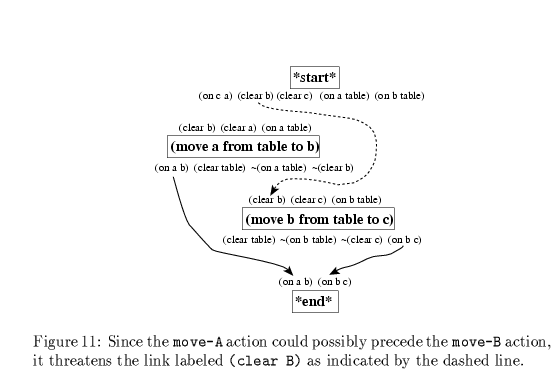 *start*
(on c a) (clear b) (clear c) (on a table) (on b table)
(clear b) (clear a) (on a table)
(move a from table to b)
(on a b) (clear table) ~(on a table) ~(clear b)
(clear b) (clear c) (on b table)
(move b from table to c)
(clear table) ~(on b table) ~(clear c) (on b c)
(on a b) (on b c)
*end*
Figure 11: Since the move-A action could possibly precede the move-B action,
it threatens the link labeled (clear B) as indicated by the dashed line.